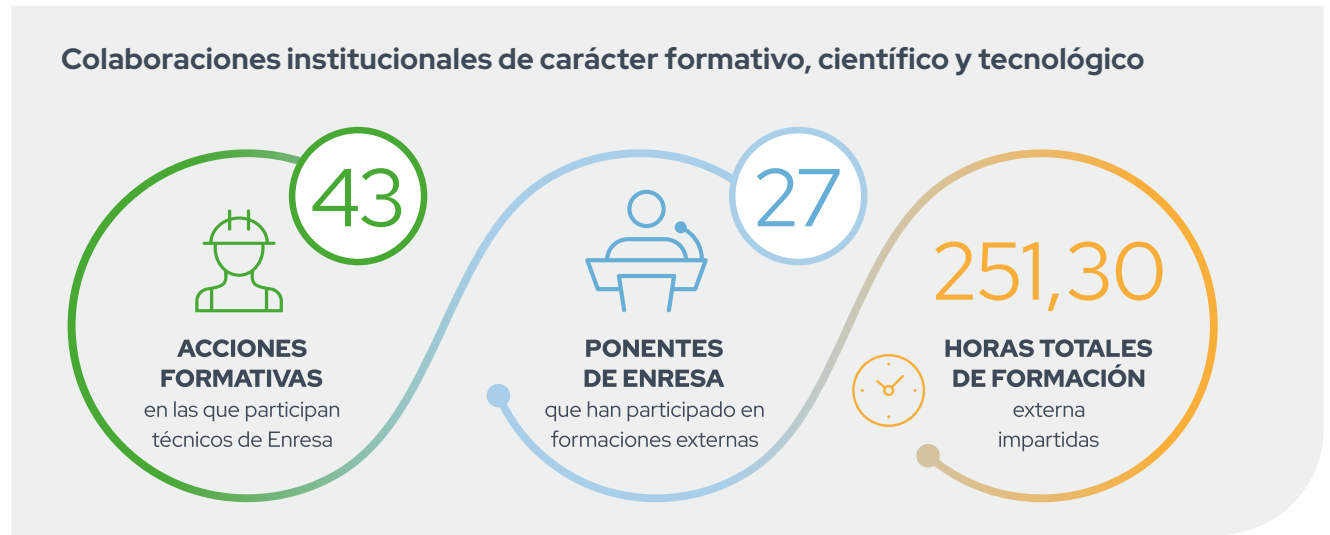 Colaboraciones institucionales de carácter formativo, científico y tecnológico
43
ACCIONES
FORMATIVAS
en las que participan
técnicos de Enresa
27
PONENTES
DE ENRESA
que han participado en
formaciones externas
251,30
HORAS TOTALES
DE FORMACIÓN
externa
impartidas